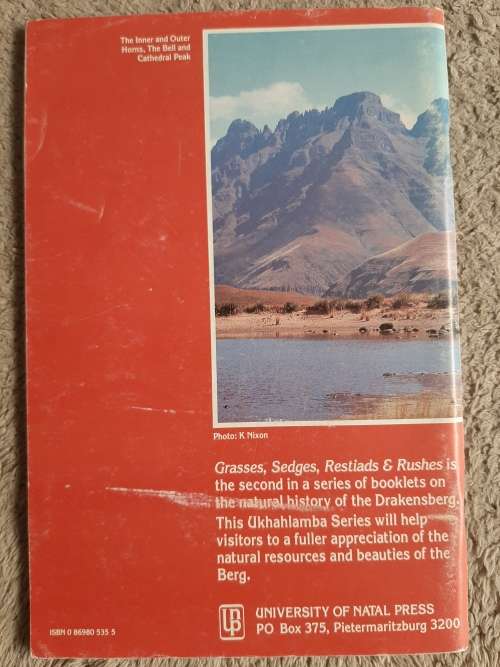 The Inner and Outer
Horns, The Bell and
Cathedral Peak
Photo: K Nixon
Grasses, Sedges, Restiads & Rushes is
the second in a series of booklets on
the natural history of the Drakensberg.
This Ukhahlamba Series will help
visitors to a fuller appreciation of the
natural resources and beauties of the
Berg.
UNIVERSITY OF NATAL PRESS
PO Box 375, Pietermaritzburg 3200
ISBN 0 86980 535 5